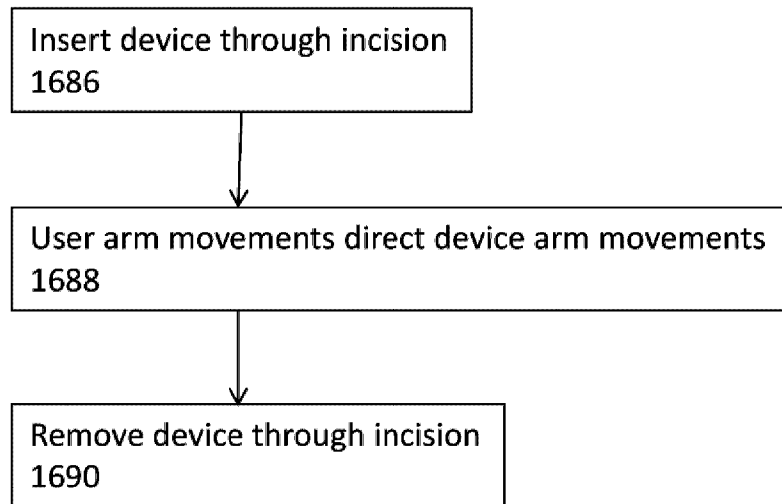 Insert device through incision
1686
User arm movements direct device arm movements
1688
Remove device through incision
1690